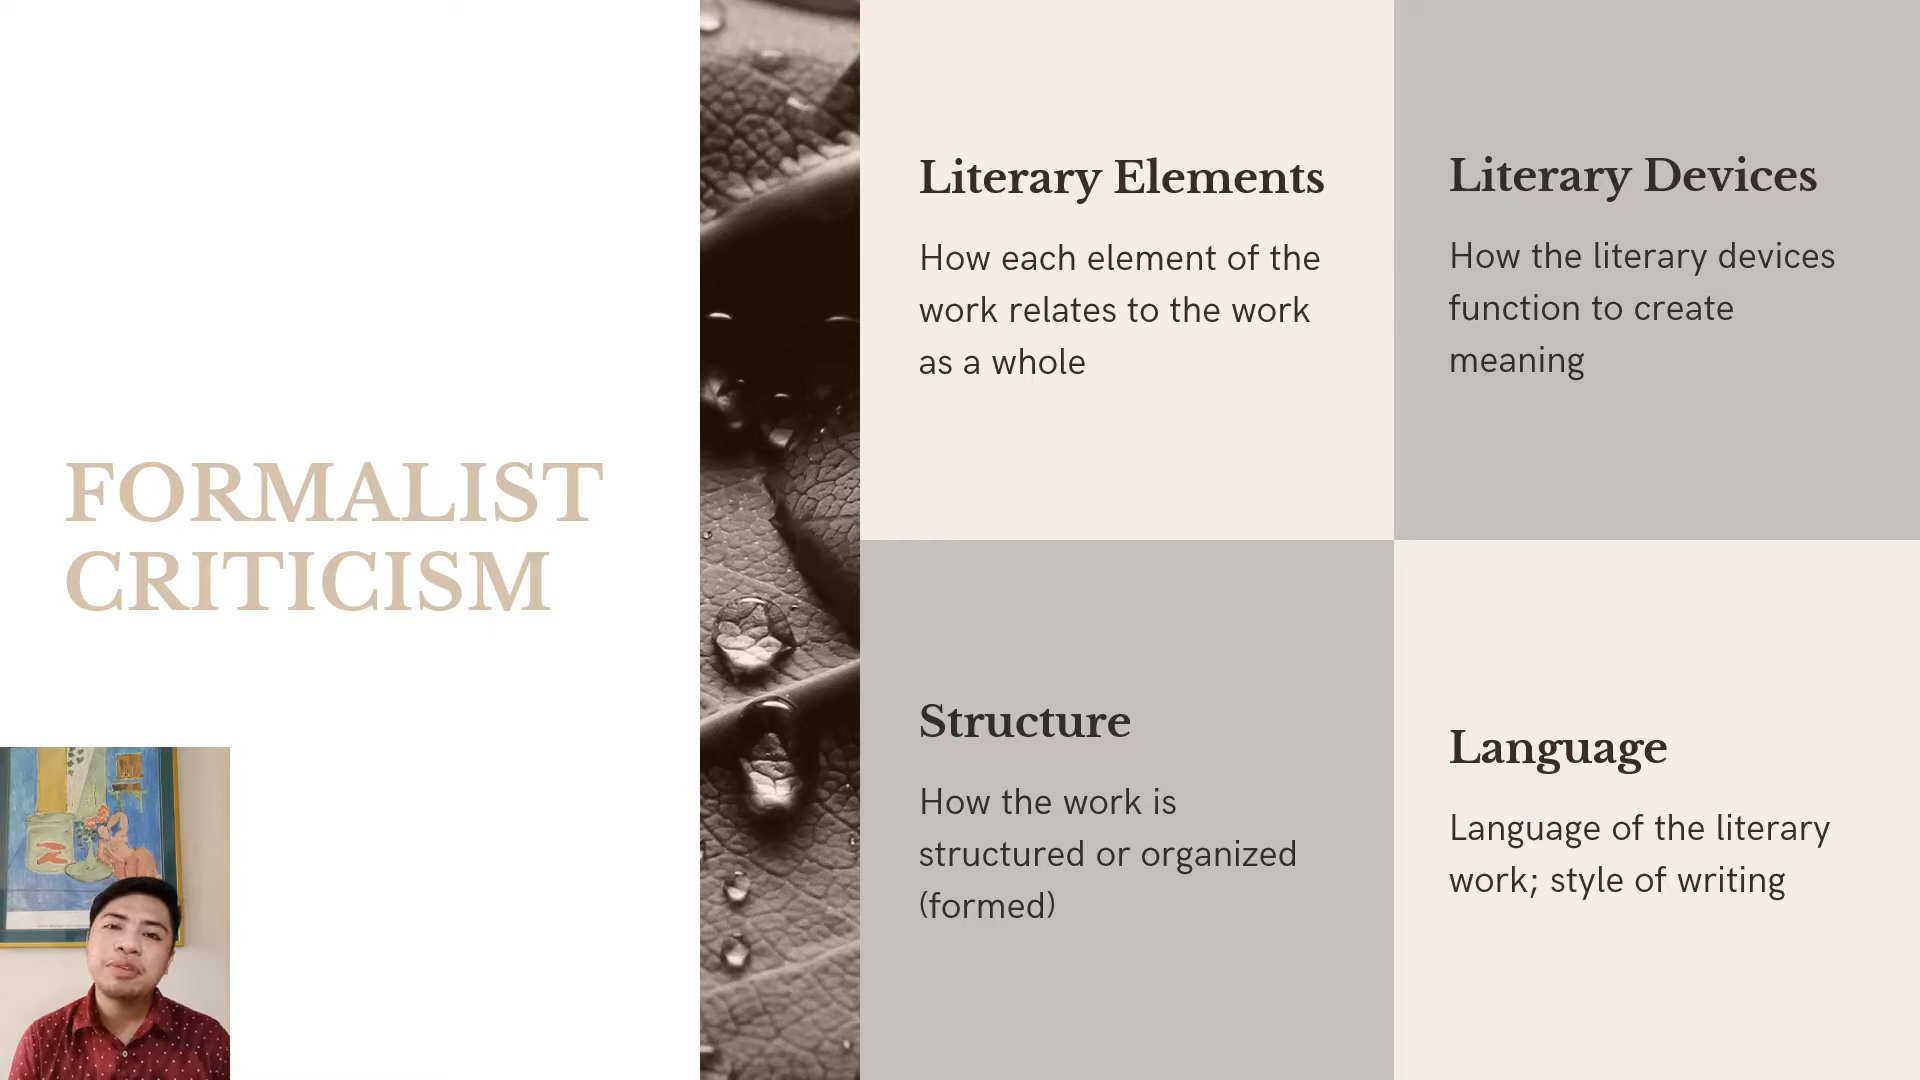 FORMALIST
CRITICISM
Literary Elements
How each element of the
work relates to the work
as a whole
Literary Devices
How the literary devices
function to create
meaning
Structure
How the work is
structured or organized
(formed)
Language
Language of the literary
work; style of writing